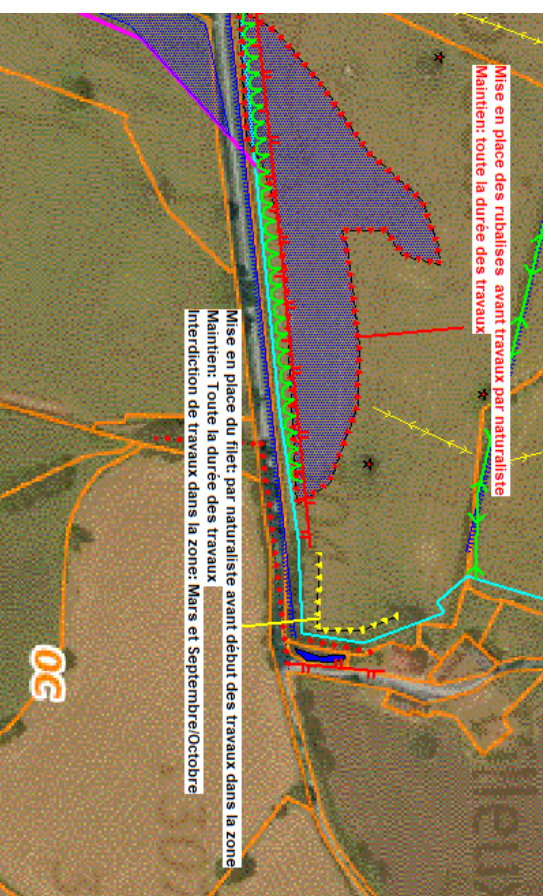 Mise en place des rubalises avant travaux par naturaliste
Maintien: toute la durée des travaux
Mise en place du filet: par naturaliste avant début des travaux dans la zone
Maintien: Toute la durée des travaux
Interdiction de travaux dans la zone: Mars et Septembre/Octobre
0G